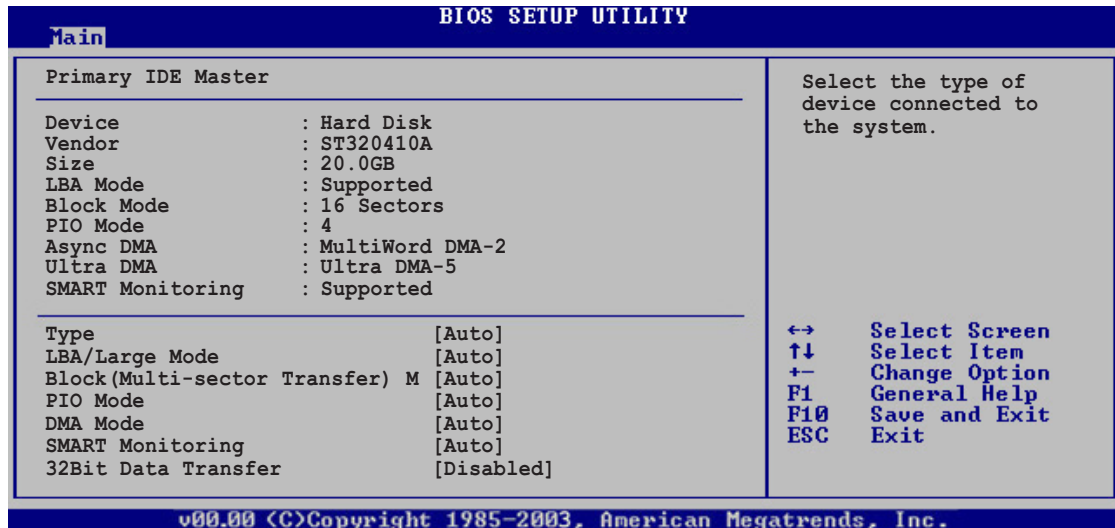 BIOS SETUP UTILITY
Main
Primary IDE Master
Device : Hard Disk
Vendor : ST320410A
Size : 20.0GB
LBA Mode : Supported
Block Mode : 16 Sectors
PIO Mode : 4
Async DMA : MultiWord DMA-2
Ultra DMA : Ultra DMA-5
SMART Monitoring : Supported
Type [Auto]
LBA/Large Mode [Auto]
Block(Multi-sector Transfer) M [Auto]
PIO Mode [Auto]
DMA Mode [Auto]
SMART Monitoring [Auto]
32Bit Data Transfer [Disabled]
Select the type of
device connected to
the system.
←→ Select Screen
↑↓ Select Item
+- Change Option
F1 General Help
F10 Save and Exit
ESC Exit
v00.00 (C)Copyright 1985-2003, American Megatrends, Inc.